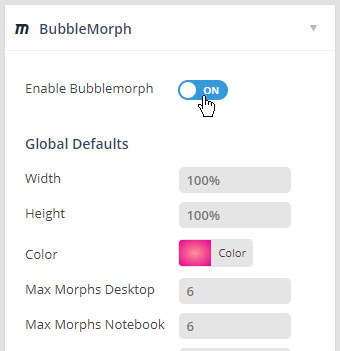 m BubbleMorph
Enable Bubblemorph ON
Global Defaults
Width 100%
Height 100%
Color Color
Max Morphs Desktop 6
Max Morphs Notebook 6